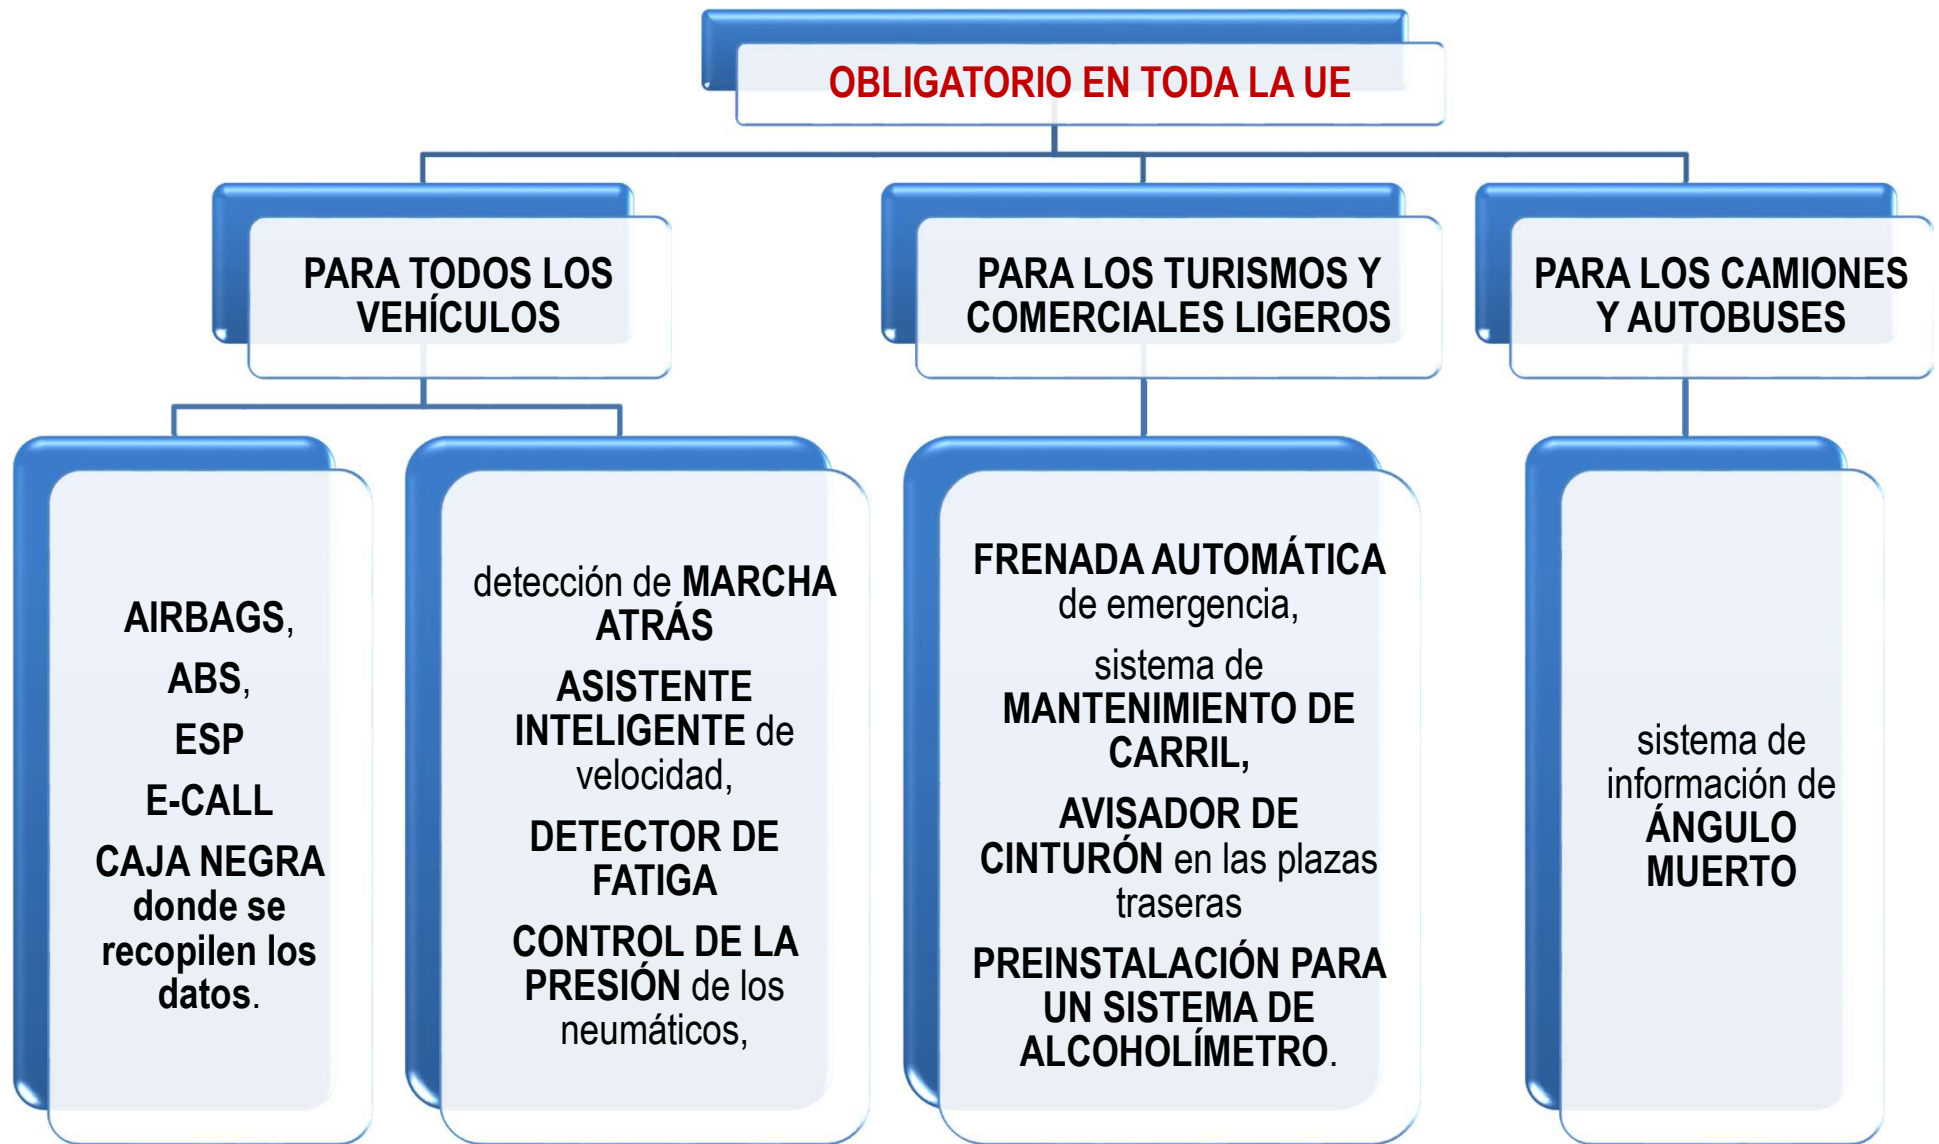 OBLIGATORIO EN TODA LA UE
PARA TODOS LOS
VEHÍCULOS
PARA LOS TURISMOS Y
COMERCIALES LIGEROS
PARA LOS CAMIONES
Y AUTOBUSES
AIRBAGS,
ABS,
ESP
E-CALL
CAJA NEGRA
donde se
recopilen los
datos.
detección de MARCHA
ATRÁS
ASISTENTE
INTELIGENTE de
velocidad,
DETECTOR DE
FATIGA
CONTROL DE LA
PRESIÓN de los
neumáticos,
FRENADA AUTOMÁTICA
de emergencia,
sistema de
MANTENIMIENTO DE
CARRIL,
AVISADOR DE
CINTURÓN en las plazas
traseras
PREINSTALACIÓN PARA
UN SISTEMA DE
ALCOHOLÍMETRO.
sistema de
información de
ÁNGULO
MUERTO